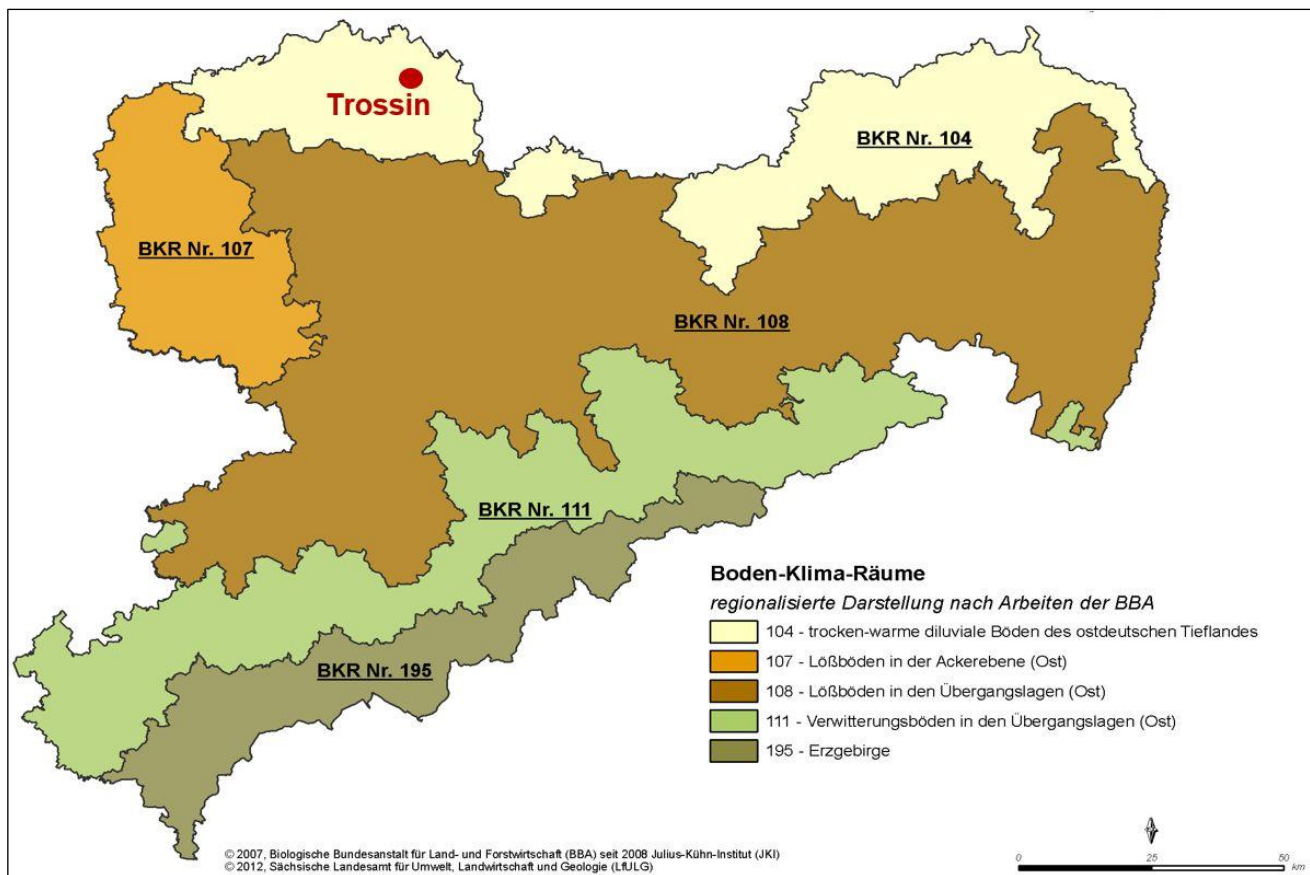 Trossin
BKR Nr. 104
BKR Nr. 107
BKR Nr. 108
BKR Nr. 111
BKR Nr. 195
Boden-Klima-Räume
regionalisierte Darstellung nach Arbeiten der BBA
104 - trocken-warme diluviale Böden des ostdeutschen Tieflandes
107 - Lößböden in der Ackerebene (Ost)
108 - Lößböden in den Übergangslagen (Ost)
111 - Verwitterungsböden in den Übergangslagen (Ost)
195 - Erzgebirge
© 2007, Biologische Bundesanstalt für Land- und Forstwirtschaft (BBA) seit 2008 Julius-Kühn-Institut (JKI)
© 2012, Sächsische Landesamt für Umwelt, Landwirtschaft und Geologie (LfULG)
0 25 50
km